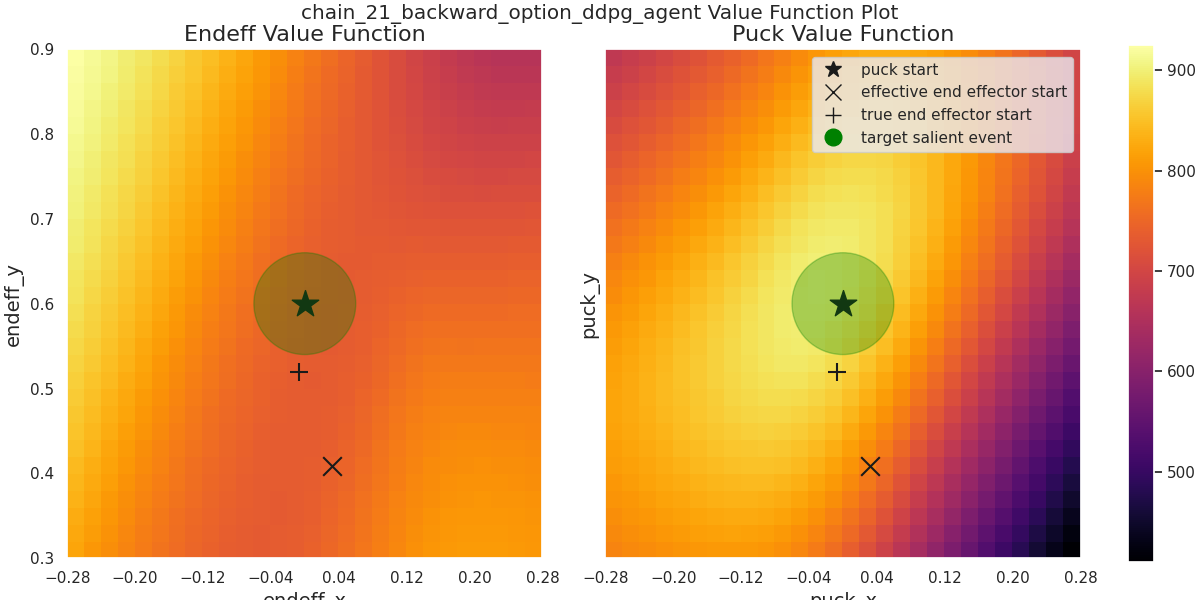 chain_21_backward_option_ddpg_agent Value Function Plot
Endeff Value Function
endeff_y
0.9
0.8
0.7
0.6
0.5
0.4
0.3
−0.28 −0.20 −0.12 −0.04 0.04 0.12 0.20 0.28
endeff_x
Puck Value Function
puck start
effective end effector start
true end effector start
target salient event
puck_y
−0.28 −0.20 −0.12 −0.04 0.04 0.12 0.20 0.28
puck_x
900
800
700
600
500